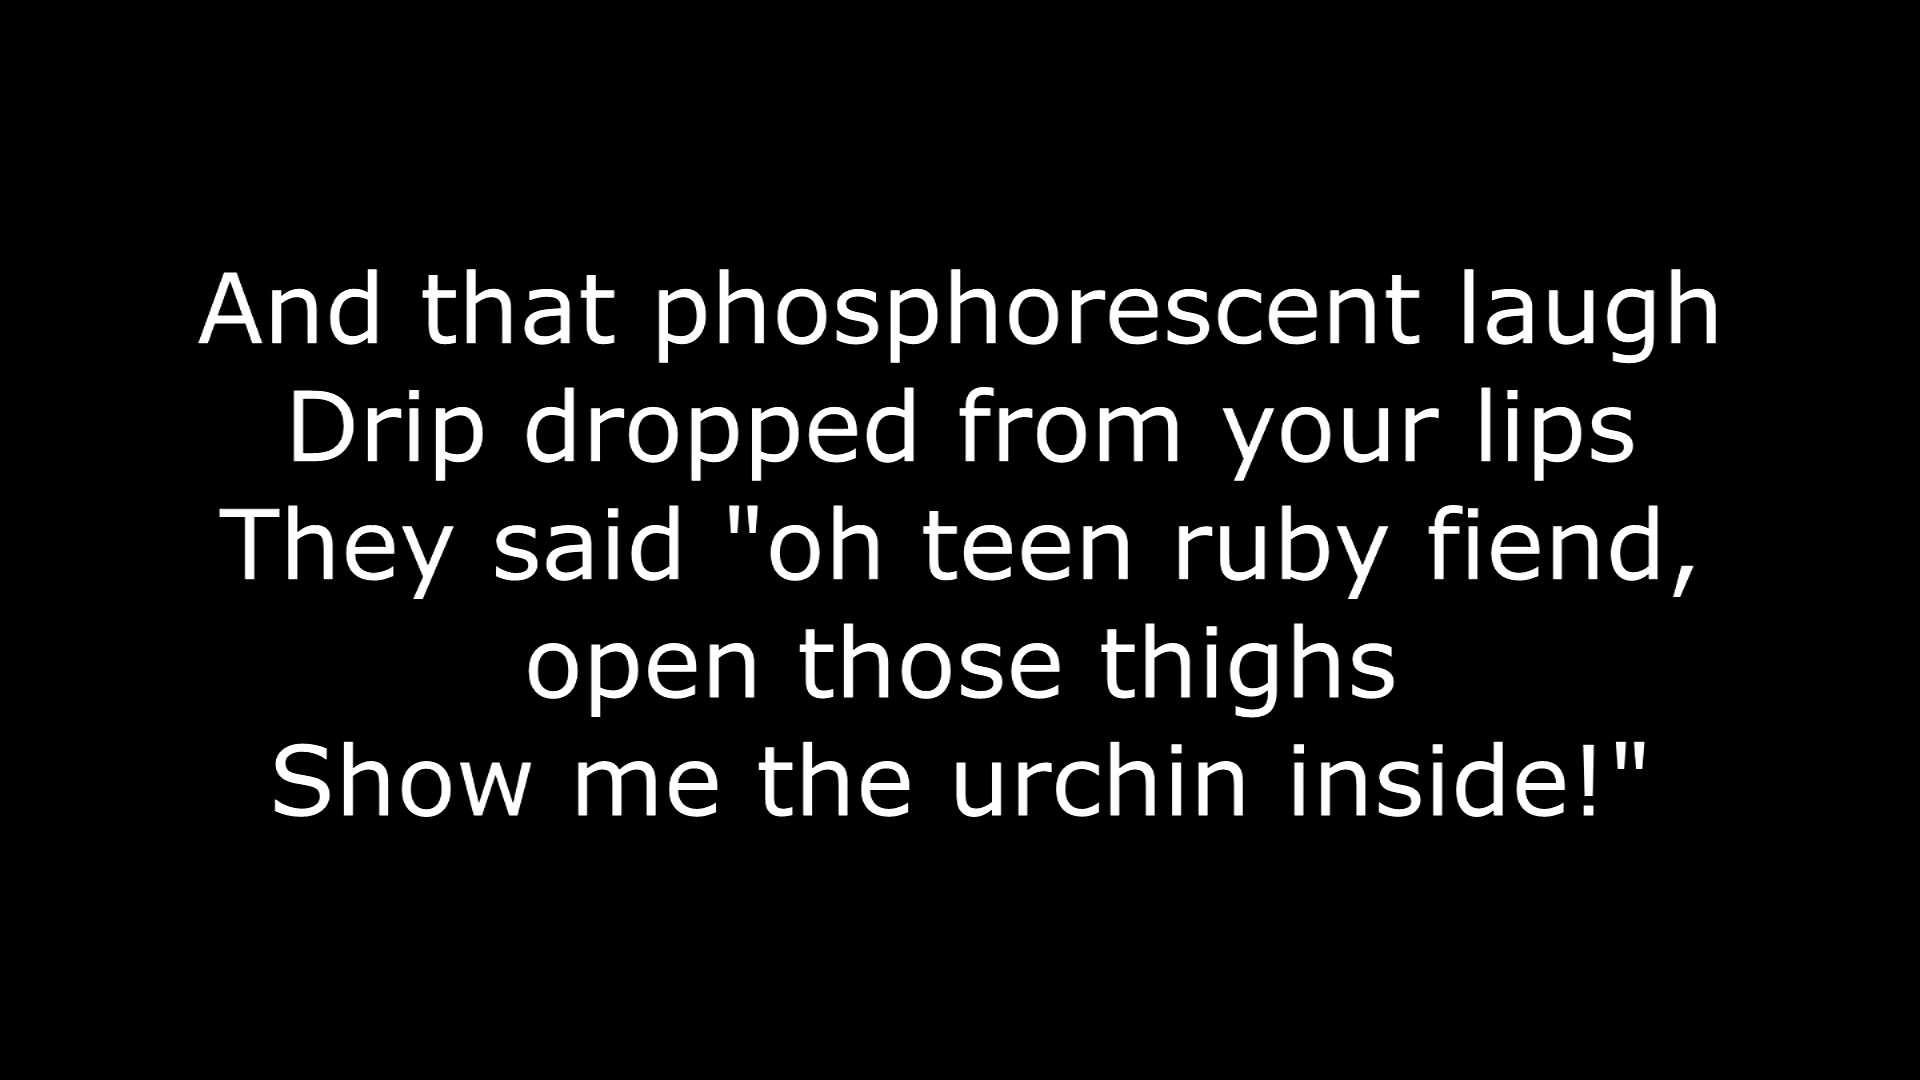 And that phosphorescent laugh
Drip dropped from your lips
They said "oh teen ruby fiend,
open those thighs
Show me the urchin inside!"